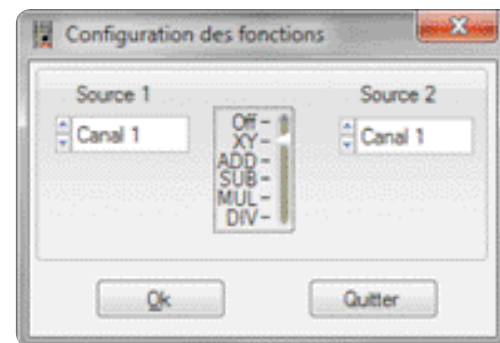 Configuration des fonctions
Source 1
Source 2
Canal 1
Off
XY
ADD
SUB
MUL
DIV
Canal 1
Ok
Quitter